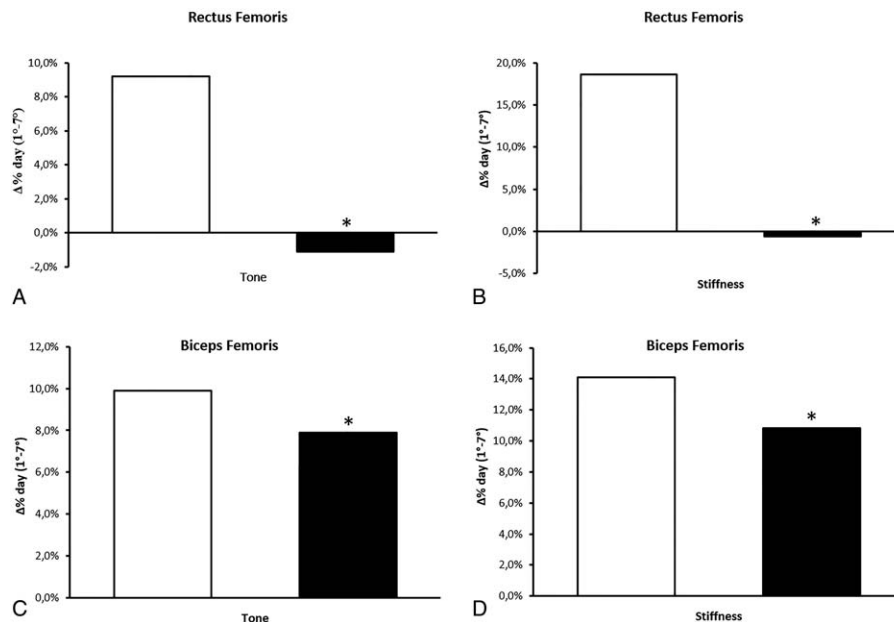 Rectus Femoris
10,0%
8,0%
6,0%
4,0%
2,0%
0,0%
-2,0%
Δ % day (1°-7°)
*
Tone
A
Rectus Femoris
20,0%
15,0%
10,0%
5,0%
0,0%
-5,0%
Δ% day (1°-7°)
*
Stiffness
B
Biceps Femoris
12,0%
10,0%
8,0%
6,0%
4,0%
2,0%
0,0%
Δ% day (1°-7°)
*
Tone
C
Biceps Femoris
16,0%
14,0%
12,0%
10,0%
8,0%
6,0%
4,0%
2,0%
0,0%
Δ% day (1°-7°)
*
Stiffness
D